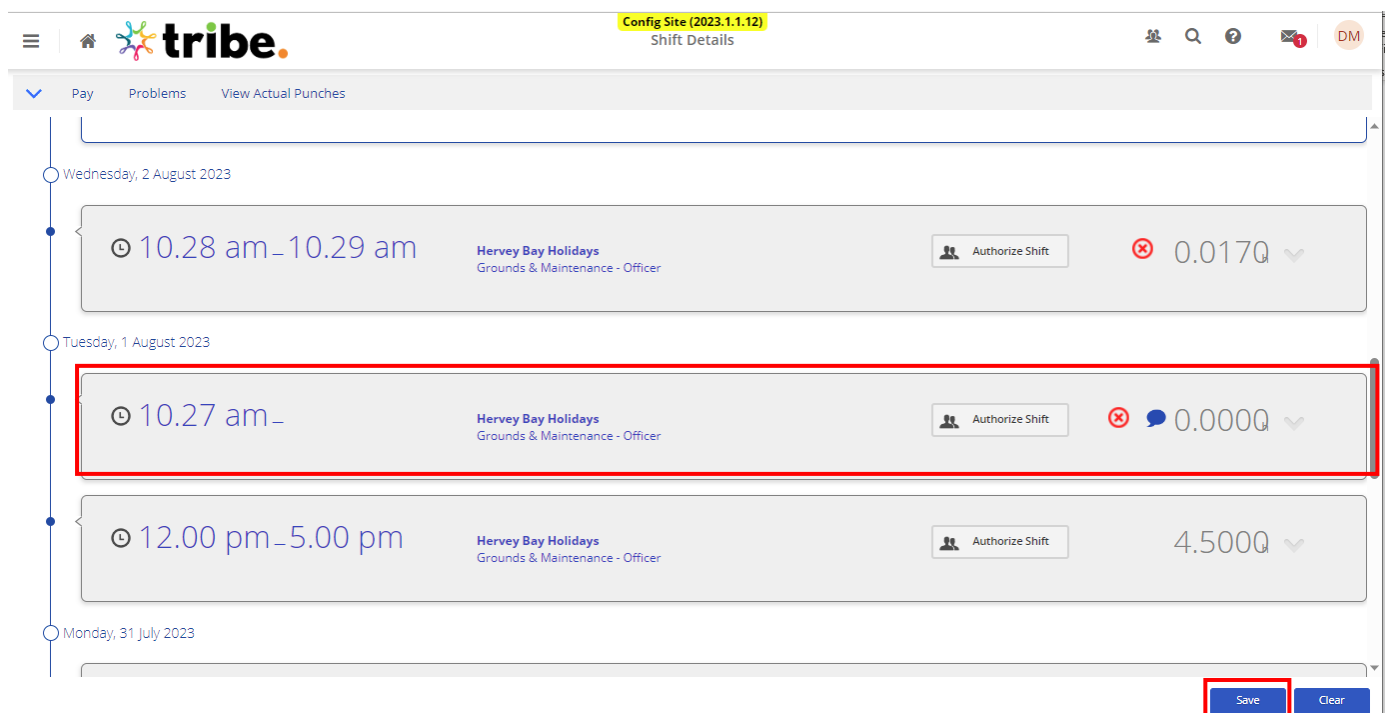 Config Site (2023.1.1.12)
tribe.
Shift Details
1
DM
Pay Problems View Actual Punches
Wednesday, 2 August 2023
10.28 am – 10.29 am
Hervey Bay Holidays
Grounds & Maintenance - Officer
Authorize Shift
0.0170 h
Tuesday, 1 August 2023
10.27 am –
Hervey Bay Holidays
Grounds & Maintenance - Officer
Authorize Shift
0.0000 h
12.00 pm – 5.00 pm
Hervey Bay Holidays
Grounds & Maintenance - Officer
Authorize Shift
4.5000 h
Monday, 31 July 2023
Save Clear